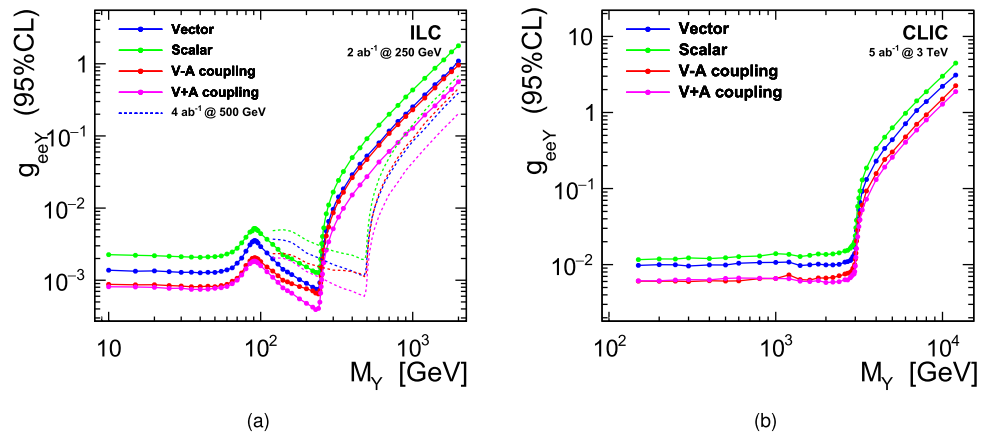 g_eeY (95%CL)
Vector
Scalar
V-A coupling
V+A coupling
4 ab⁻¹ @ 500 GeV
ILC
2 ab⁻¹ @ 250 GeV
1
10⁻¹
10⁻²
10⁻³
10 10² 10³
M_Y [GeV]
(a)
g_eeY (95%CL)
Vector
Scalar
V-A coupling
V+A coupling
CLIC
5 ab⁻¹ @ 3 TeV
10
1
10⁻¹
10⁻²
10² 10³ 10⁴
M_Y [GeV]
(b)